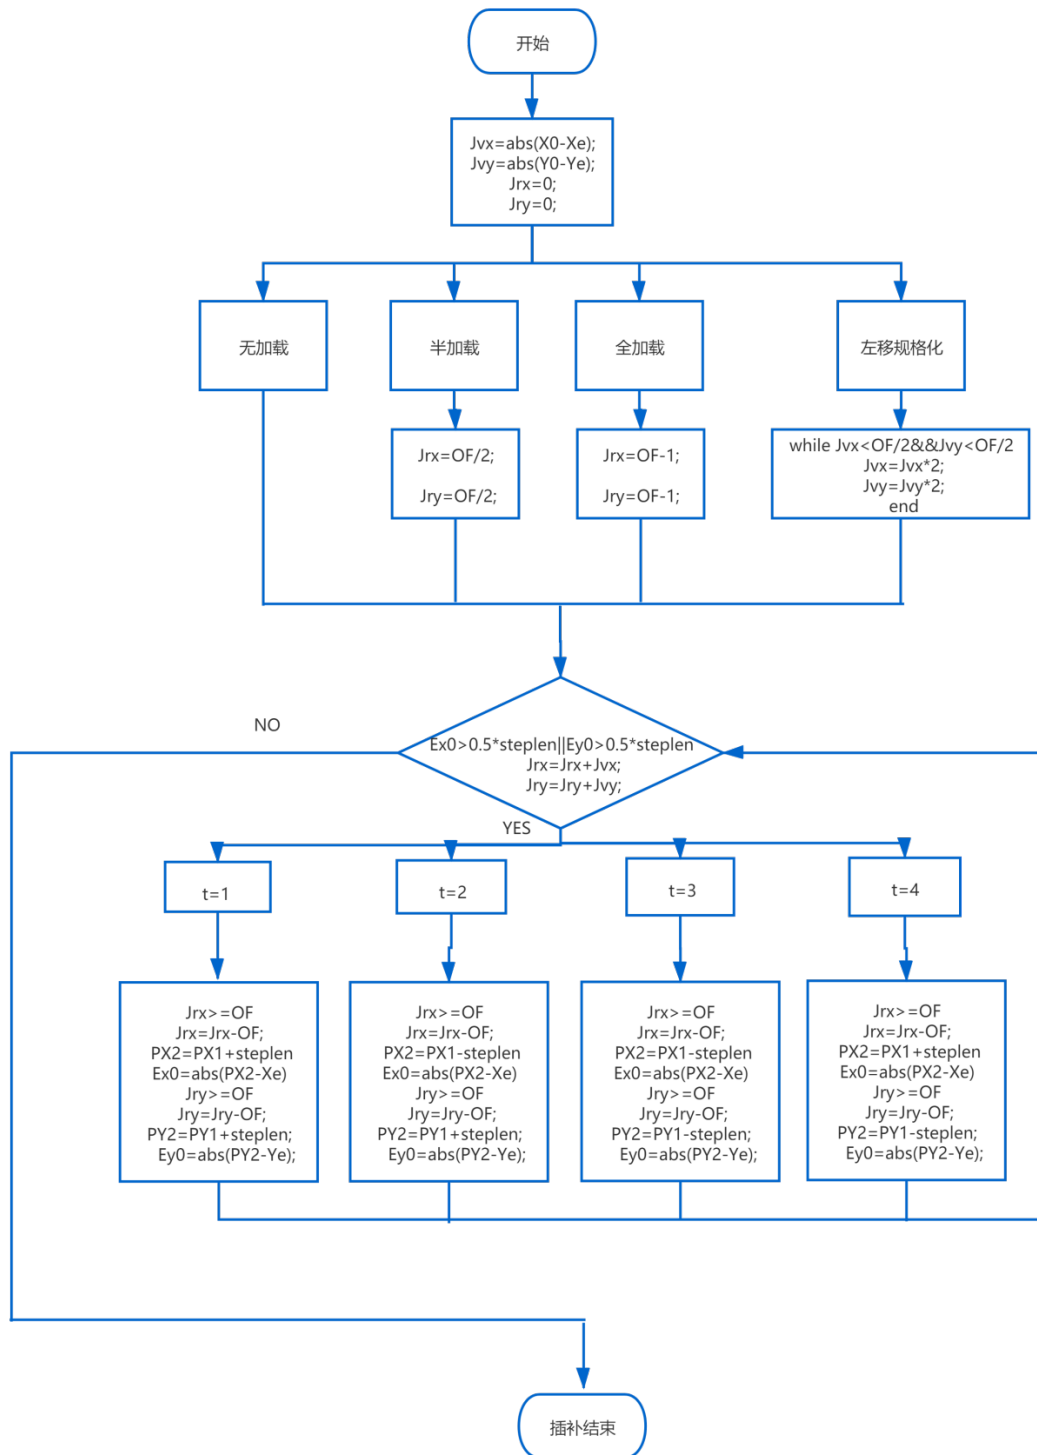 开始
Jvx=abs(X0-Xe);
Jvy=abs(Y0-Ye);
Jrx=0;
Jry=0;
无加载
半加载
全加载
左移规格化
Jrx=OF/2;
Jry=OF/2;
Jrx=OF-1;
Jry=OF-1;
while Jvx<OF/2&&Jvy<OF/2
Jvx=Jvx*2;
Jvy=Jvy*2;
end
NO
Ex0>0.5*steplen||Ey0>0.5*steplen
Jrx=Jrx+Jvx;
Jry=Jry+Jvy;
YES
t=1
t=2
t=3
t=4
Jrx>=OF
Jrx=Jrx-OF;
PX2=PX1+steplen
Ex0=abs(PX2-Xe)
Jry>=OF
Jry=Jry-OF;
PY2=PY1+steplen;
Ey0=abs(PY2-Ye);
Jrx>=OF
Jrx=Jrx-OF;
PX2=PX1-steplen
Ex0=abs(PX2-Xe)
Jry>=OF
Jry=Jry-OF;
PY2=PY1+steplen;
Ey0=abs(PY2-Ye);
Jrx>=OF
Jrx=Jrx-OF;
PX2=PX1-steplen
Ex0=abs(PX2-Xe)
Jry>=OF
Jry=Jry-OF;
PY2=PY1-steplen;
Ey0=abs(PY2-Ye);
Jrx>=OF
Jrx=Jrx-OF;
PX2=PX1+steplen
Ex0=abs(PX2-Xe)
Jry>=OF
Jry=Jry-OF;
PY2=PY1-steplen;
Ey0=abs(PY2-Ye);
插补结束